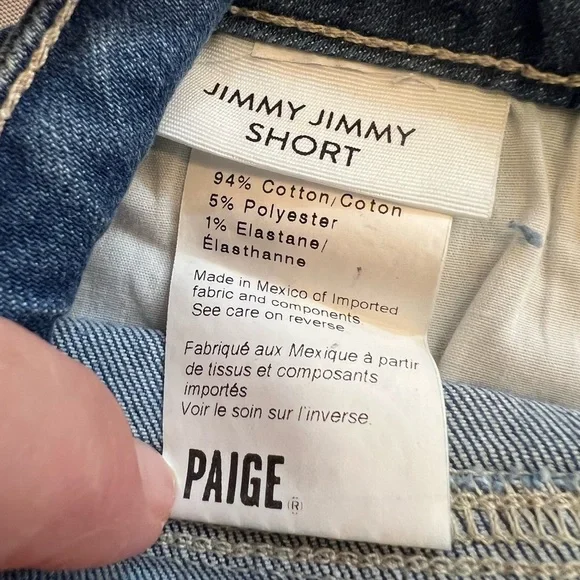 JIMMY JIMMY
SHORT
94% Cotton/Coton
5% Polyester
1% Elastane/
Élasthanne
Made in Mexico of Imported
fabric and components
See care on reverse
Fabriqué aux Mexique à partir
de tissus et composants
importés
Voir le soin sur l'inverse.
PAIGE®